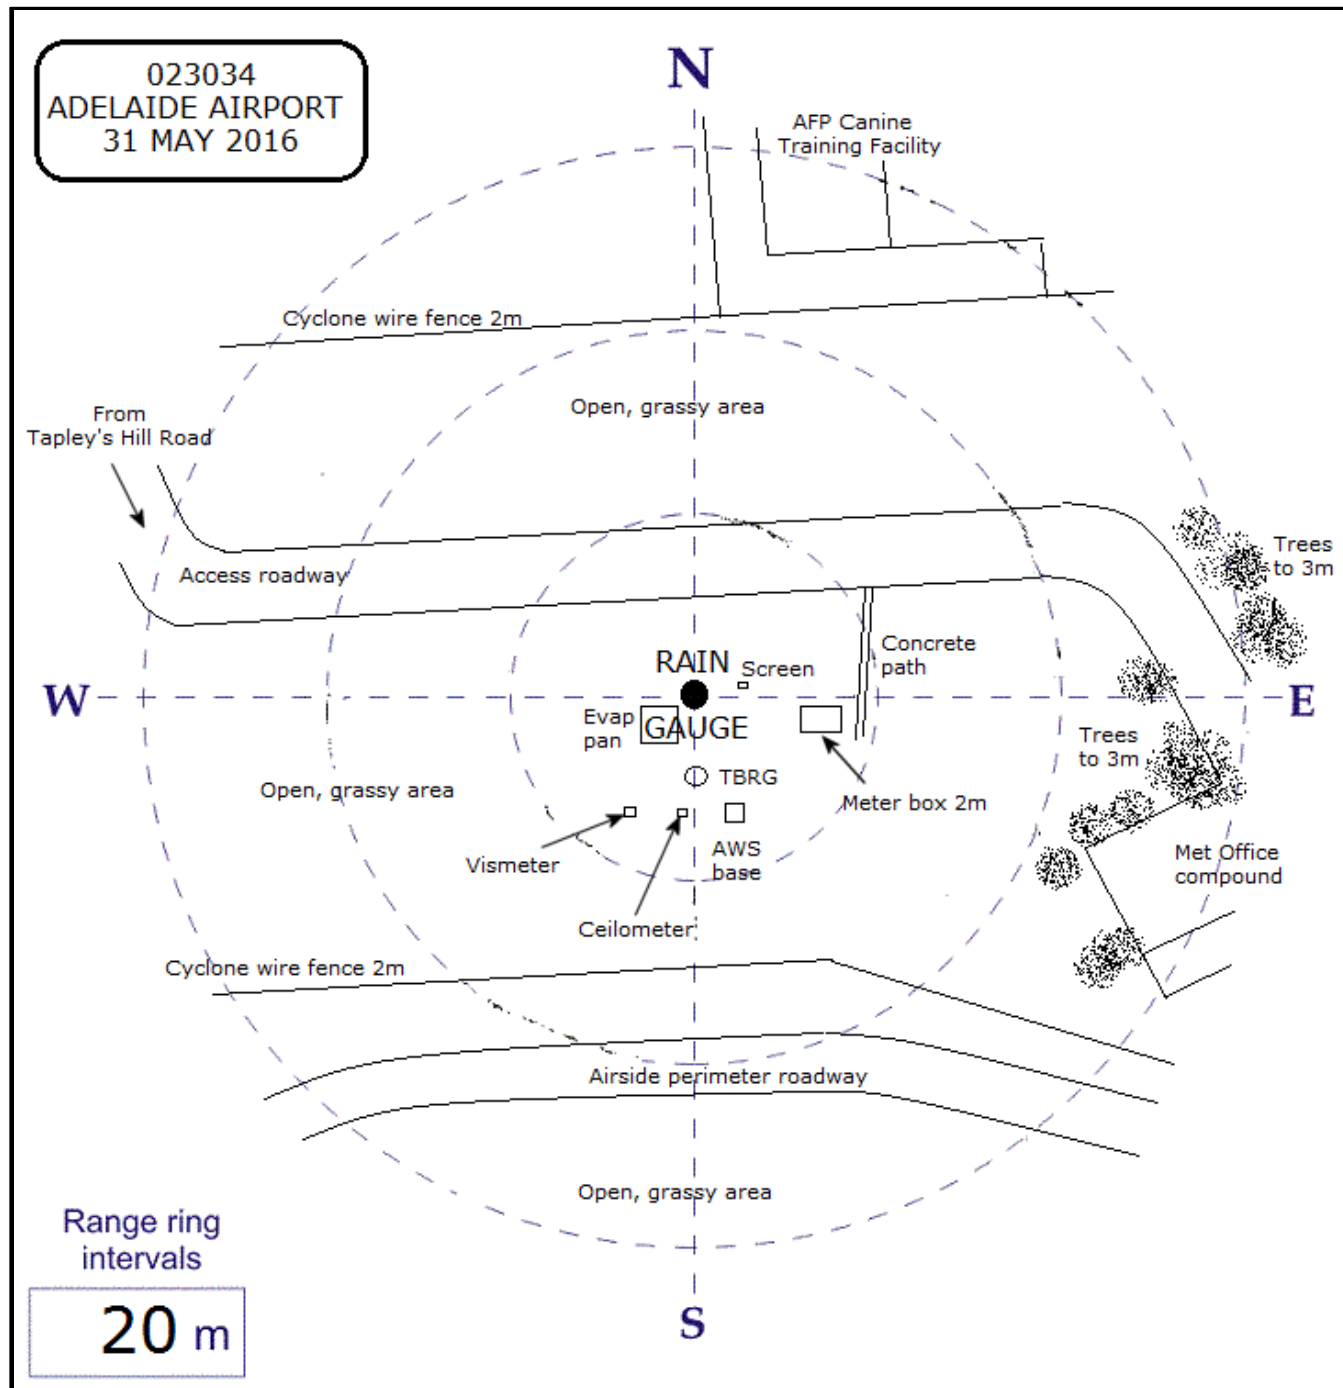 023034
ADELAIDE AIRPORT
31 MAY 2016
N
AFP Canine
Training Facility
Cyclone wire fence 2m
Open, grassy area
From
Tapley's Hill Road
Access roadway
Trees
to 3m
RAIN
GAUGE
Screen
Concrete
path
W
E
Evap
pan
TBRG
Meter box 2m
Trees
to 3m
Open, grassy area
Vismeter
AWS
base
Met Office
compound
Ceilometer
Cyclone wire fence 2m
Airside perimeter roadway
Open, grassy area
Range ring
intervals
20 m
S